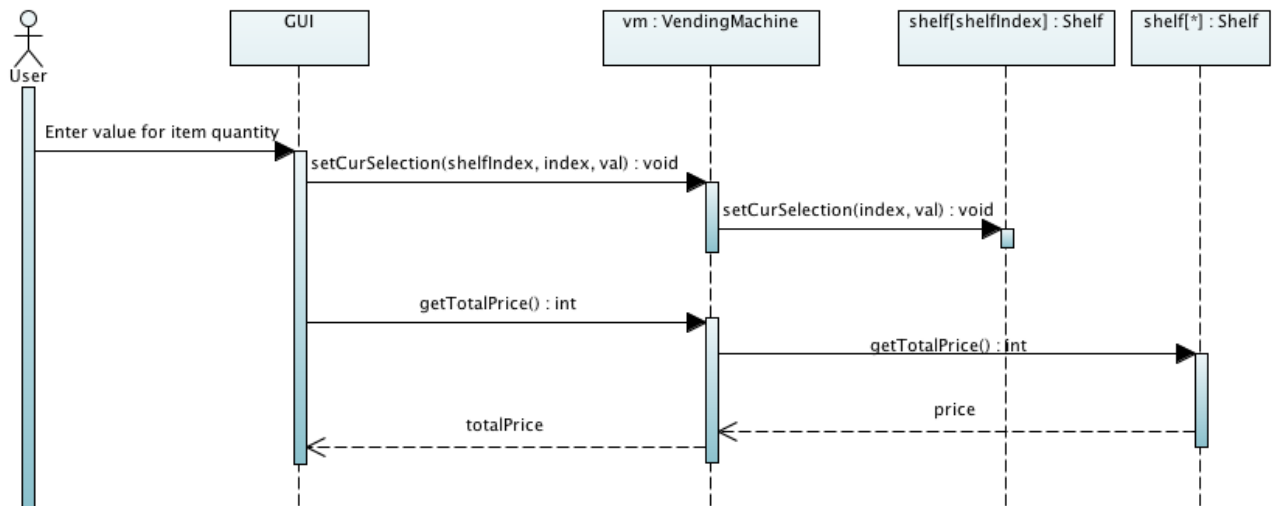 GUI
vm : VendingMachine
shelf[shelfIndex] : Shelf
shelf[*] : Shelf
User
Enter value for item quantity
setCurSelection(shelfIndex, index, val) : void
setCurSelection(index, val) : void
getTotalPrice() : int
getTotalPrice() : int
price
totalPrice